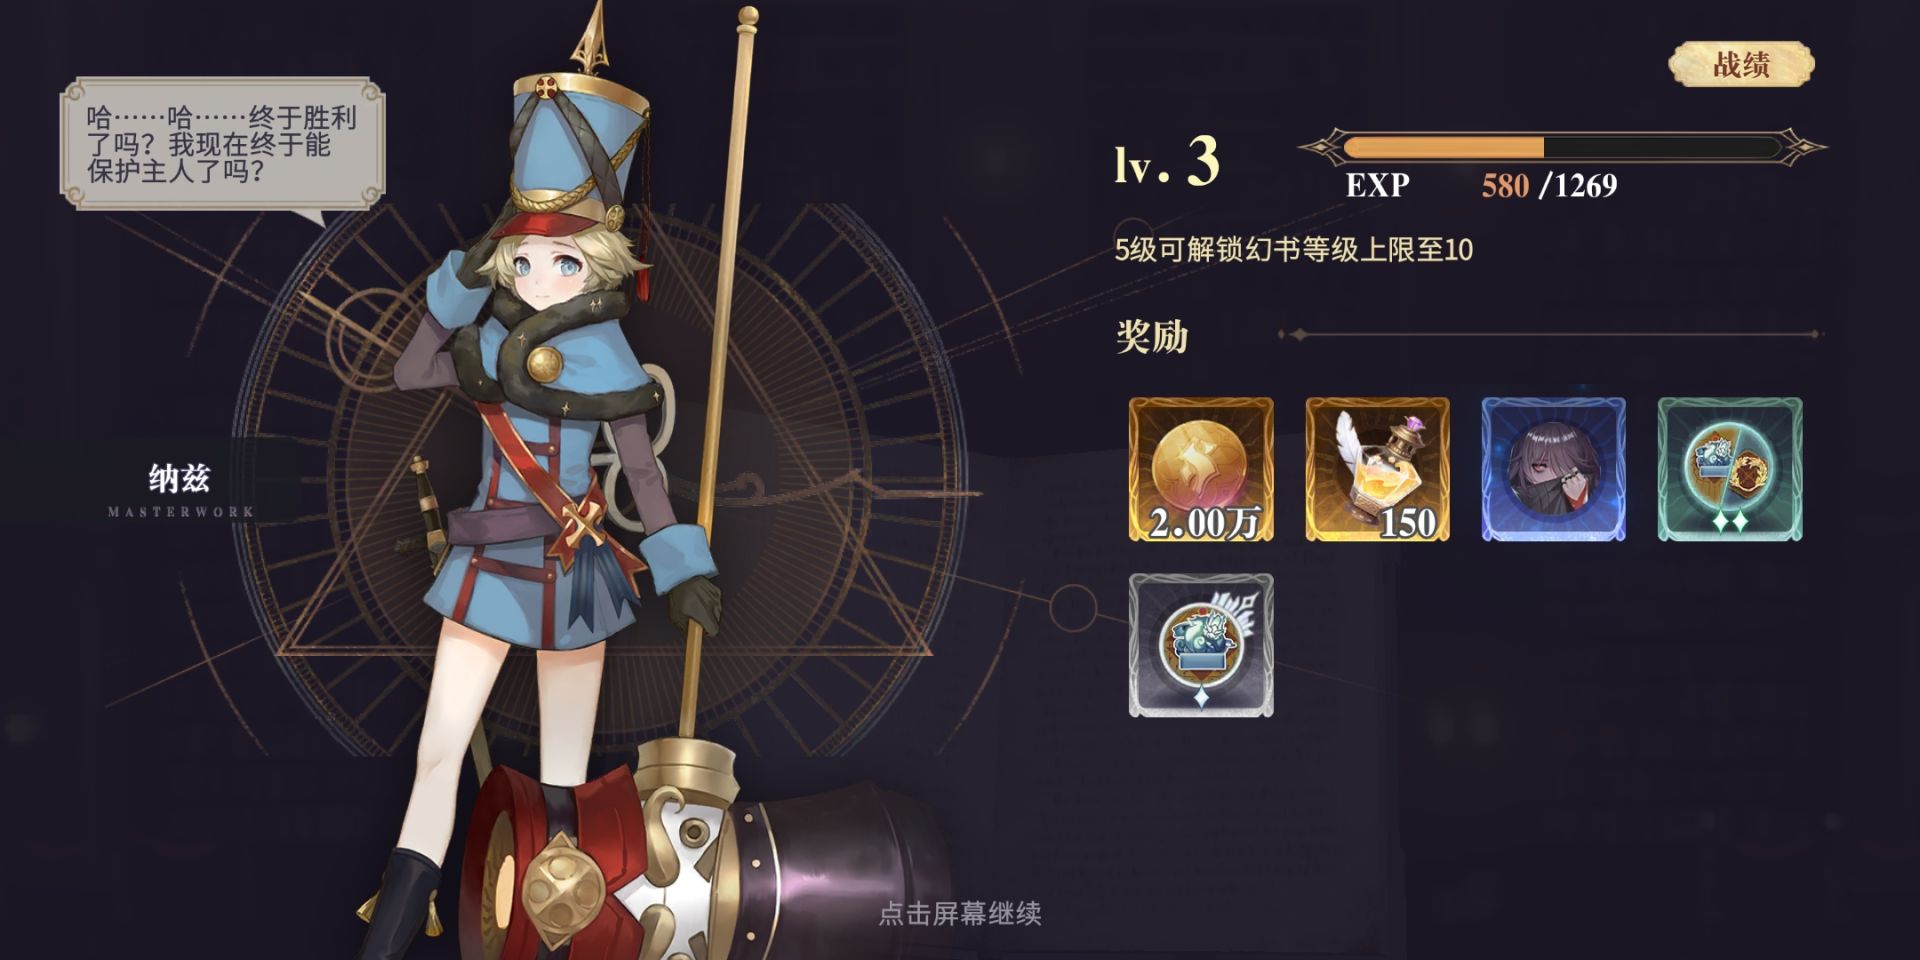 战绩
哈……哈……终于胜利
了吗？我现在终于能
保护主人了吗？
lv. 3
EXP 580 /1269
5级可解锁幻书等级上限至10
奖励
纳兹
MASTERWORK
2.00万
150
点击屏幕继续